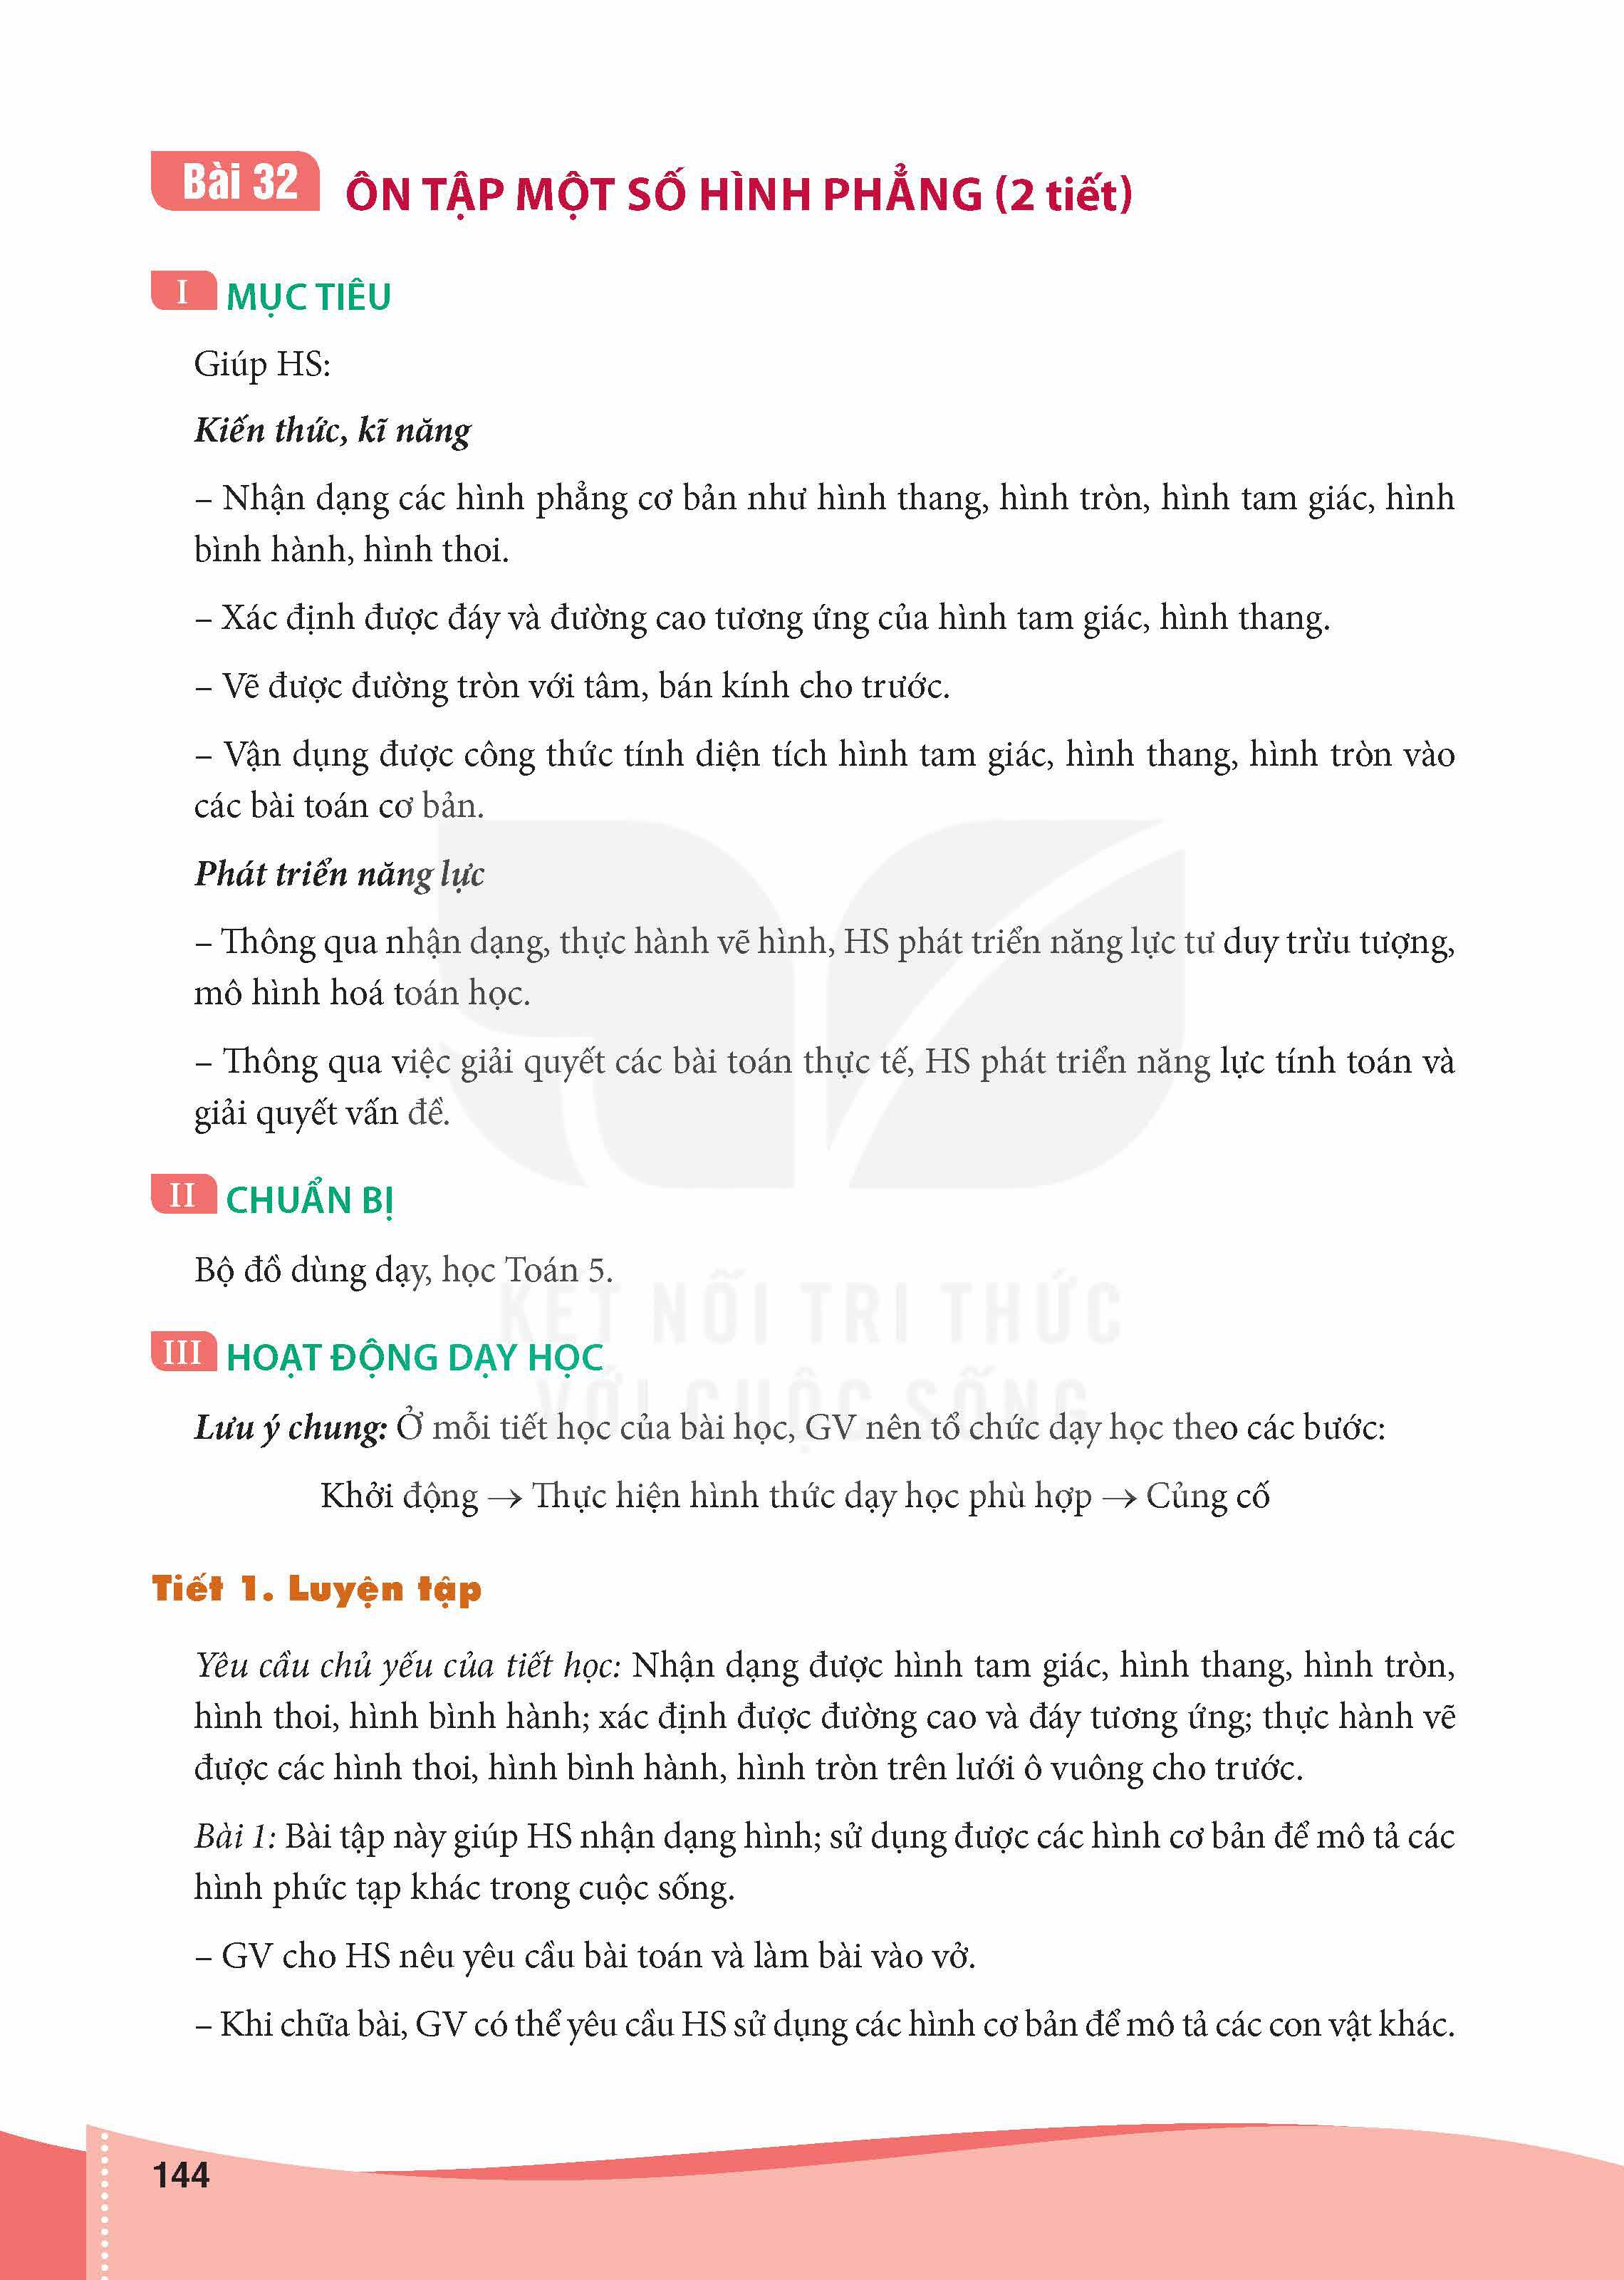 Bài 32
ÔN TẬP MỘT SỐ HÌNH PHẲNG (2 tiết)
I MỤC TIÊU
Giúp HS:
Kiến thức, kĩ năng
– Nhận dạng các hình phẳng cơ bản như hình thang, hình tròn, hình tam giác, hình
bình hành, hình thoi.
– Xác định được đáy và đường cao tương ứng của hình tam giác, hình thang.
– Vẽ được đường tròn với tâm, bán kính cho trước.
– Vận dụng được công thức tính diện tích hình tam giác, hình thang, hình tròn vào
các bài toán cơ bản.
Phát triển năng lực
– Thông qua nhận dạng, thực hành vẽ hình, HS phát triển năng lực tư duy trừu tượng,
mô hình hoá toán học.
– Thông qua việc giải quyết các bài toán thực tế, HS phát triển năng lực tính toán và
giải quyết vấn đề.
II CHUẨN BỊ
Bộ đồ dùng dạy, học Toán 5.
KẾT NỐI TRI THỨC
III HOẠT ĐỘNG DẠY HỌC
VỚI CUỘC SỐNG
Lưu ý chung: Ở mỗi tiết học của bài học, GV nên tổ chức dạy học theo các bước:
Khởi động → Thực hiện hình thức dạy học phù hợp → Củng cố
Tiết 1. Luyện tập
Yêu cầu chủ yếu của tiết học: Nhận dạng được hình tam giác, hình thang, hình tròn,
hình thoi, hình bình hành; xác định được đường cao và đáy tương ứng; thực hành vẽ
được các hình thoi, hình bình hành, hình tròn trên lưới ô vuông cho trước.
Bài 1: Bài tập này giúp HS nhận dạng hình; sử dụng được các hình cơ bản để mô tả các
hình phức tạp khác trong cuộc sống.
– GV cho HS nêu yêu cầu bài toán và làm bài vào vở.
– Khi chữa bài, GV có thể yêu cầu HS sử dụng các hình cơ bản để mô tả các con vật khác.
144